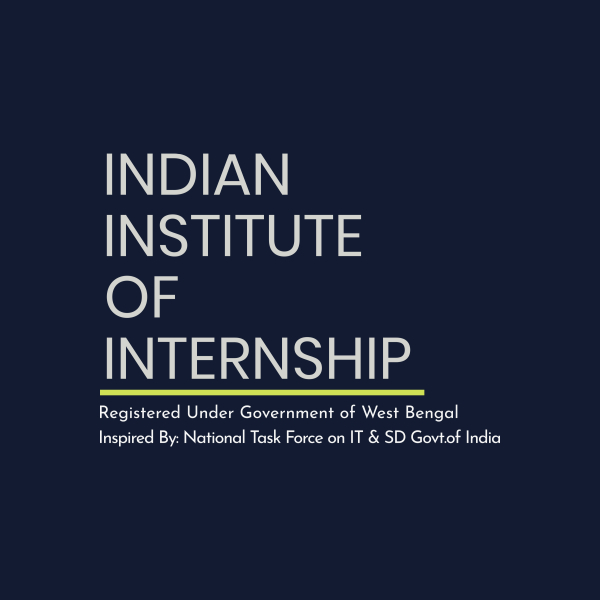 INDIAN
INSTITUTE
OF
INTERNSHIP
Registered Under Government of West Bengal
Inspired By: National Task Force on IT & SD Govt.of India